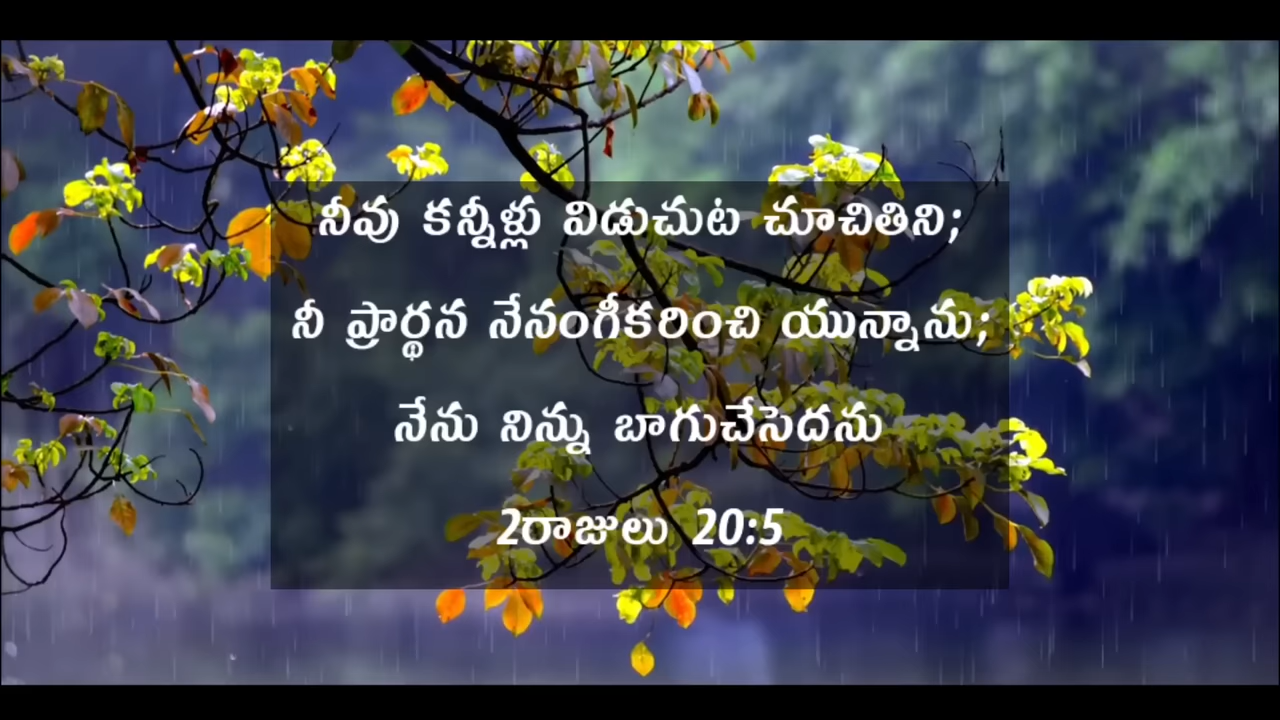 నీవు కన్నీళ్లు విడుచుట చూచితిని;
నీ ప్రార్థన నేనంగీకరించి యున్నాను;
నేను నిన్ను బాగుచేసెదను
2రాజులు 20:5